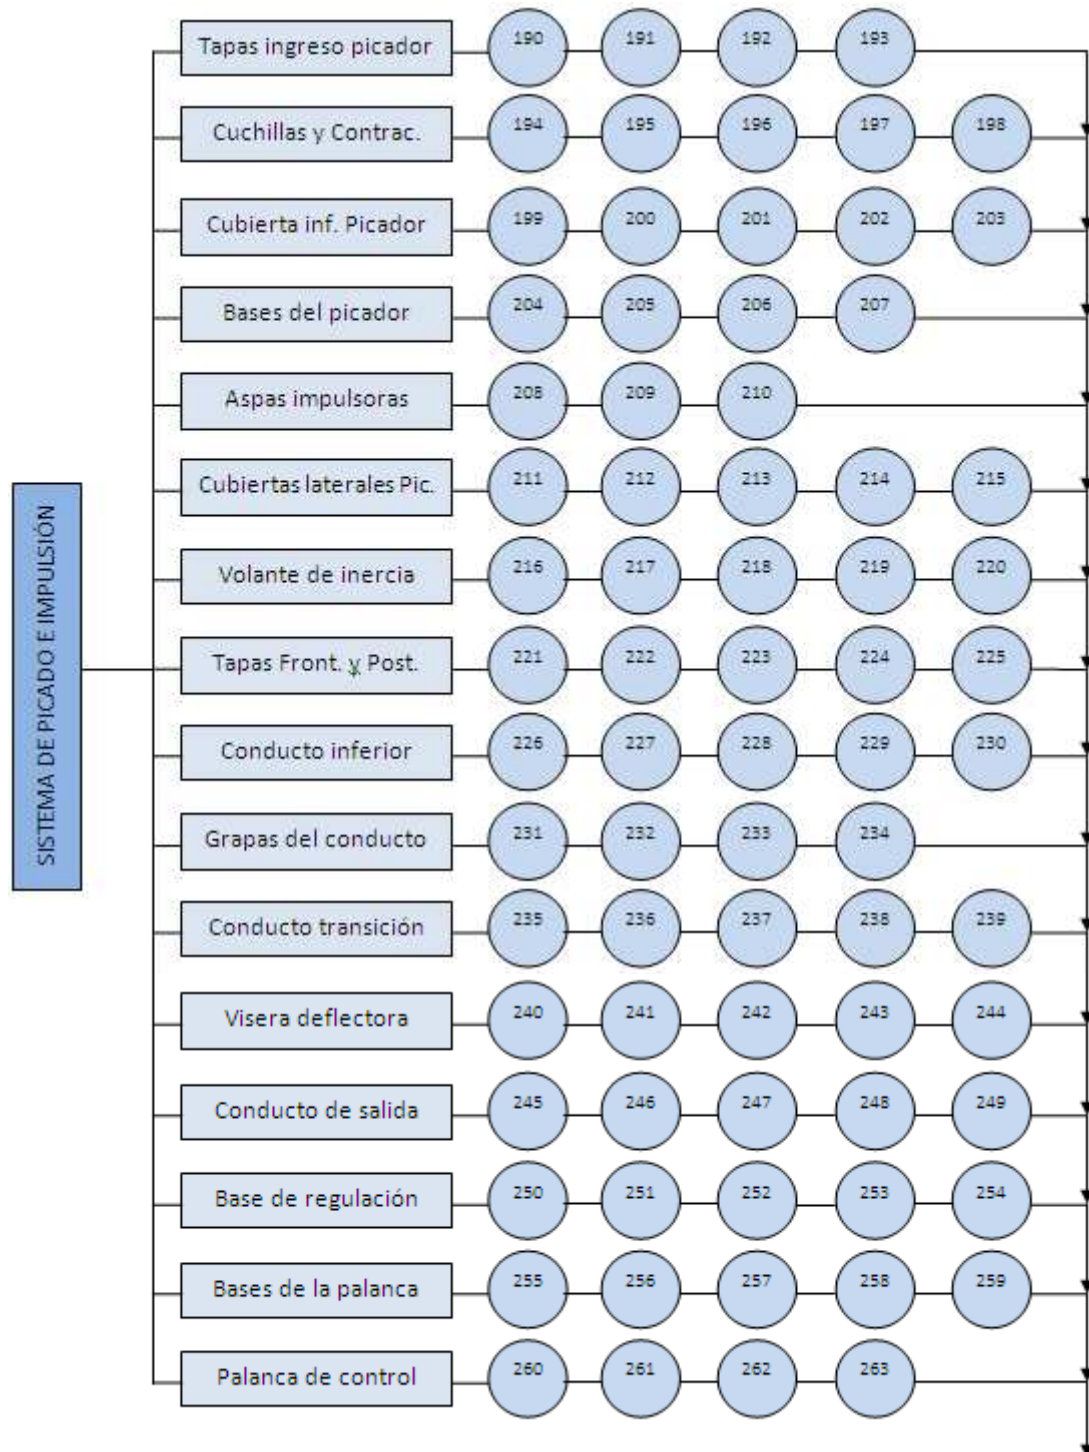 Tapas ingreso picador 190 191 192 193
Cuchillas y Contrac. 194 195 196 197 198
Cubierta inf. Picador 199 200 201 202 203
Bases del picador 204 205 206 207
Aspas impulsoras 208 209 210
Cubiertas laterales Pic. 211 212 213 214 215
Volante de inercia 216 217 218 219 220
Tapas Front. y Post. 221 222 223 224 225
Conducto inferior 226 227 228 229 230
Grapas del conducto 231 232 233 234
Conducto transición 235 236 237 238 239
Visera deflectora 240 241 242 243 244
Conducto de salida 245 246 247 248 249
Base de regulación 250 251 252 253 254
Bases de la palanca 255 256 257 258 259
Palanca de control 260 261 262 263
SISTEMA DE PICADO E IMPULSIÓN